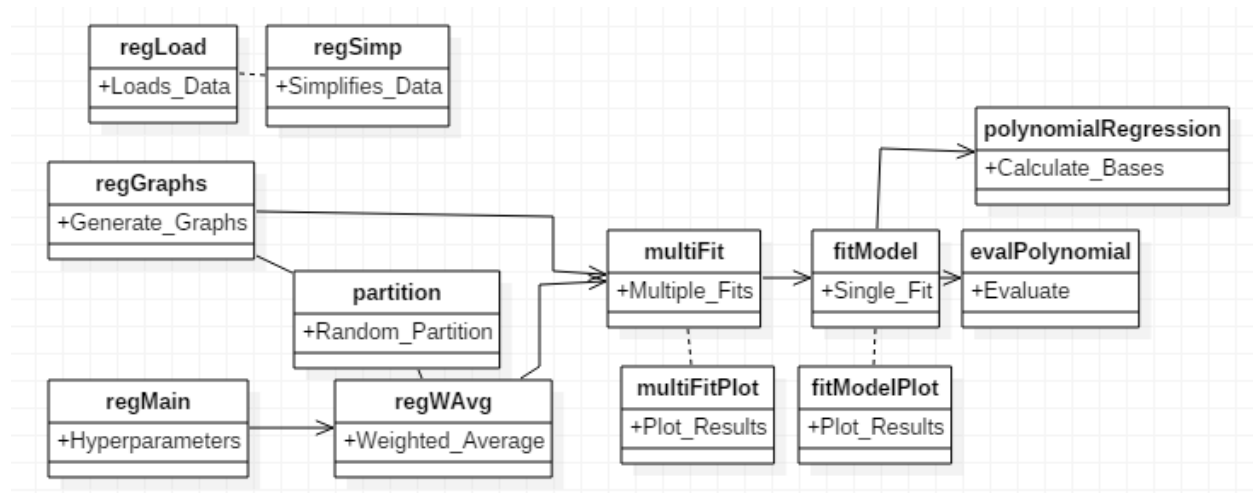 regLoad
+Loads_Data
regSimp
+Simplifies_Data
polynomialRegression
+Calculate_Bases
regGraphs
+Generate_Graphs
multiFit
+Multiple_Fits
fitModel
+Single_Fit
evalPolynomial
+Evaluate
partition
+Random_Partition
regMain
+Hyperparameters
regWAvg
+Weighted_Average
multiFitPlot
+Plot_Results
fitModelPlot
+Plot_Results